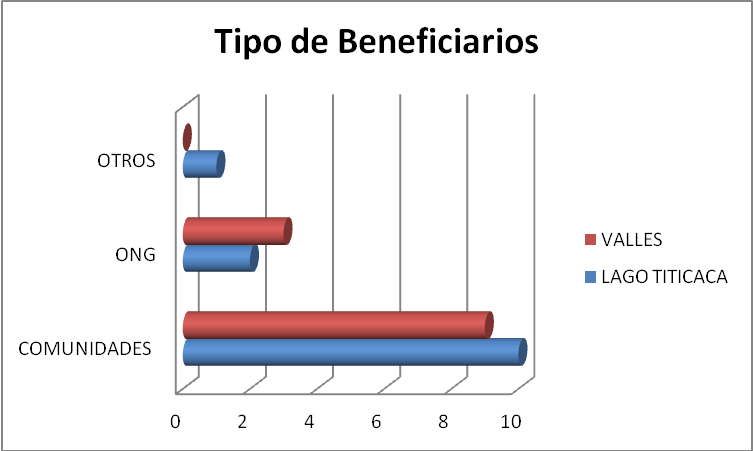 Tipo de Beneficiarios
OTROS
ONG
COMUNIDADES
0 2 4 6 8 10
VALLES
LAGO TITICACA